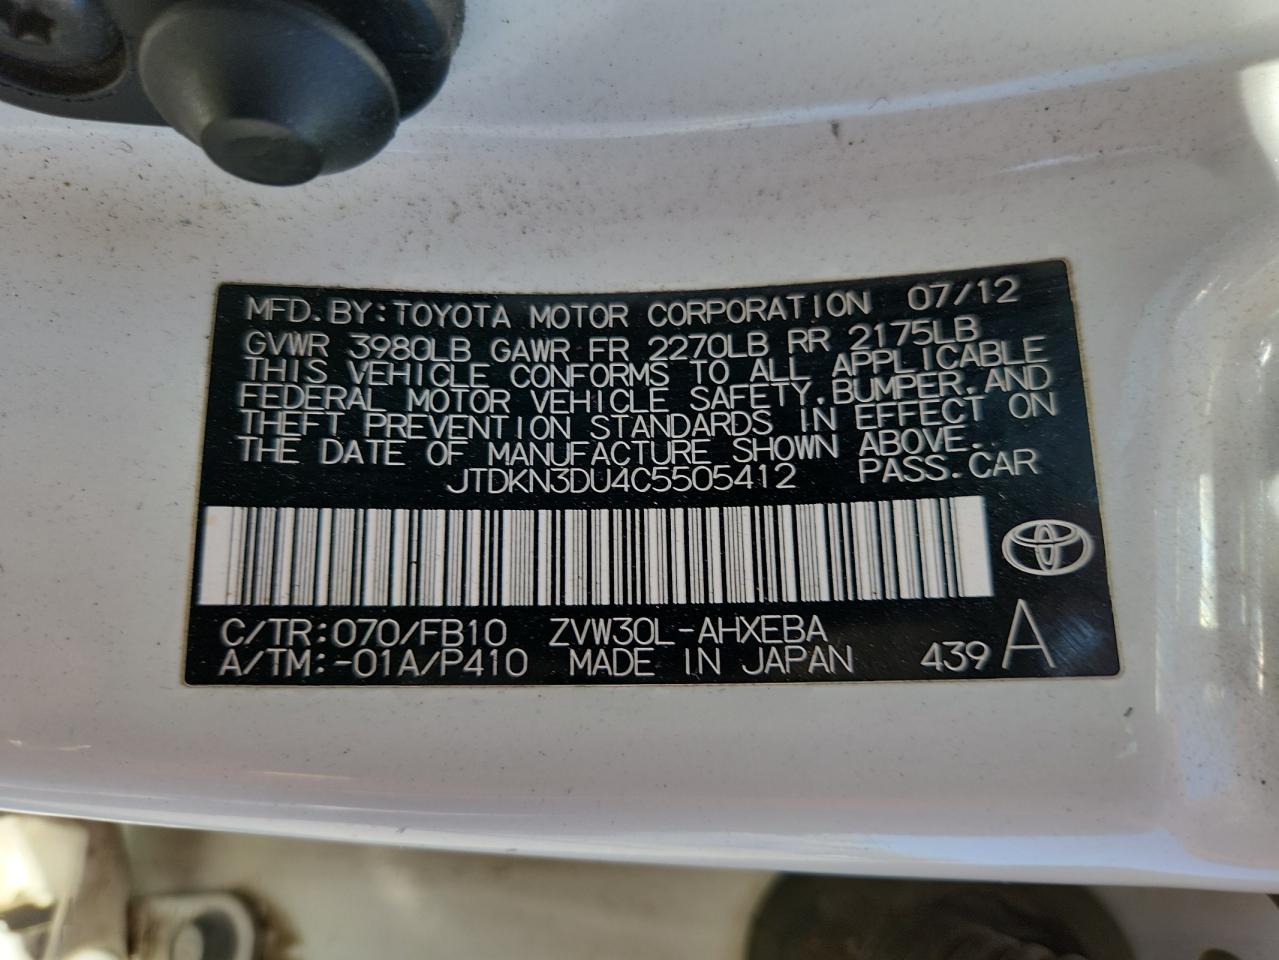 MFD. BY: TOYOTA MOTOR CORPORATION 07/12
GVWR 3980LB GAWR FR 2270LB RR 2175LB
THIS VEHICLE CONFORMS TO ALL APPLICABLE
FEDERAL MOTOR VEHICLE SAFETY, BUMPER, AND
THEFT PREVENTION STANDARDS IN EFFECT ON
THE DATE OF MANUFACTURE SHOWN ABOVE.
JTDKN3DU4C5505412 PASS. CAR
C/TR: 070/FB10 ZVW30L-AHXEBA
A/TM: -01A/P410 MADE IN JAPAN 439 A